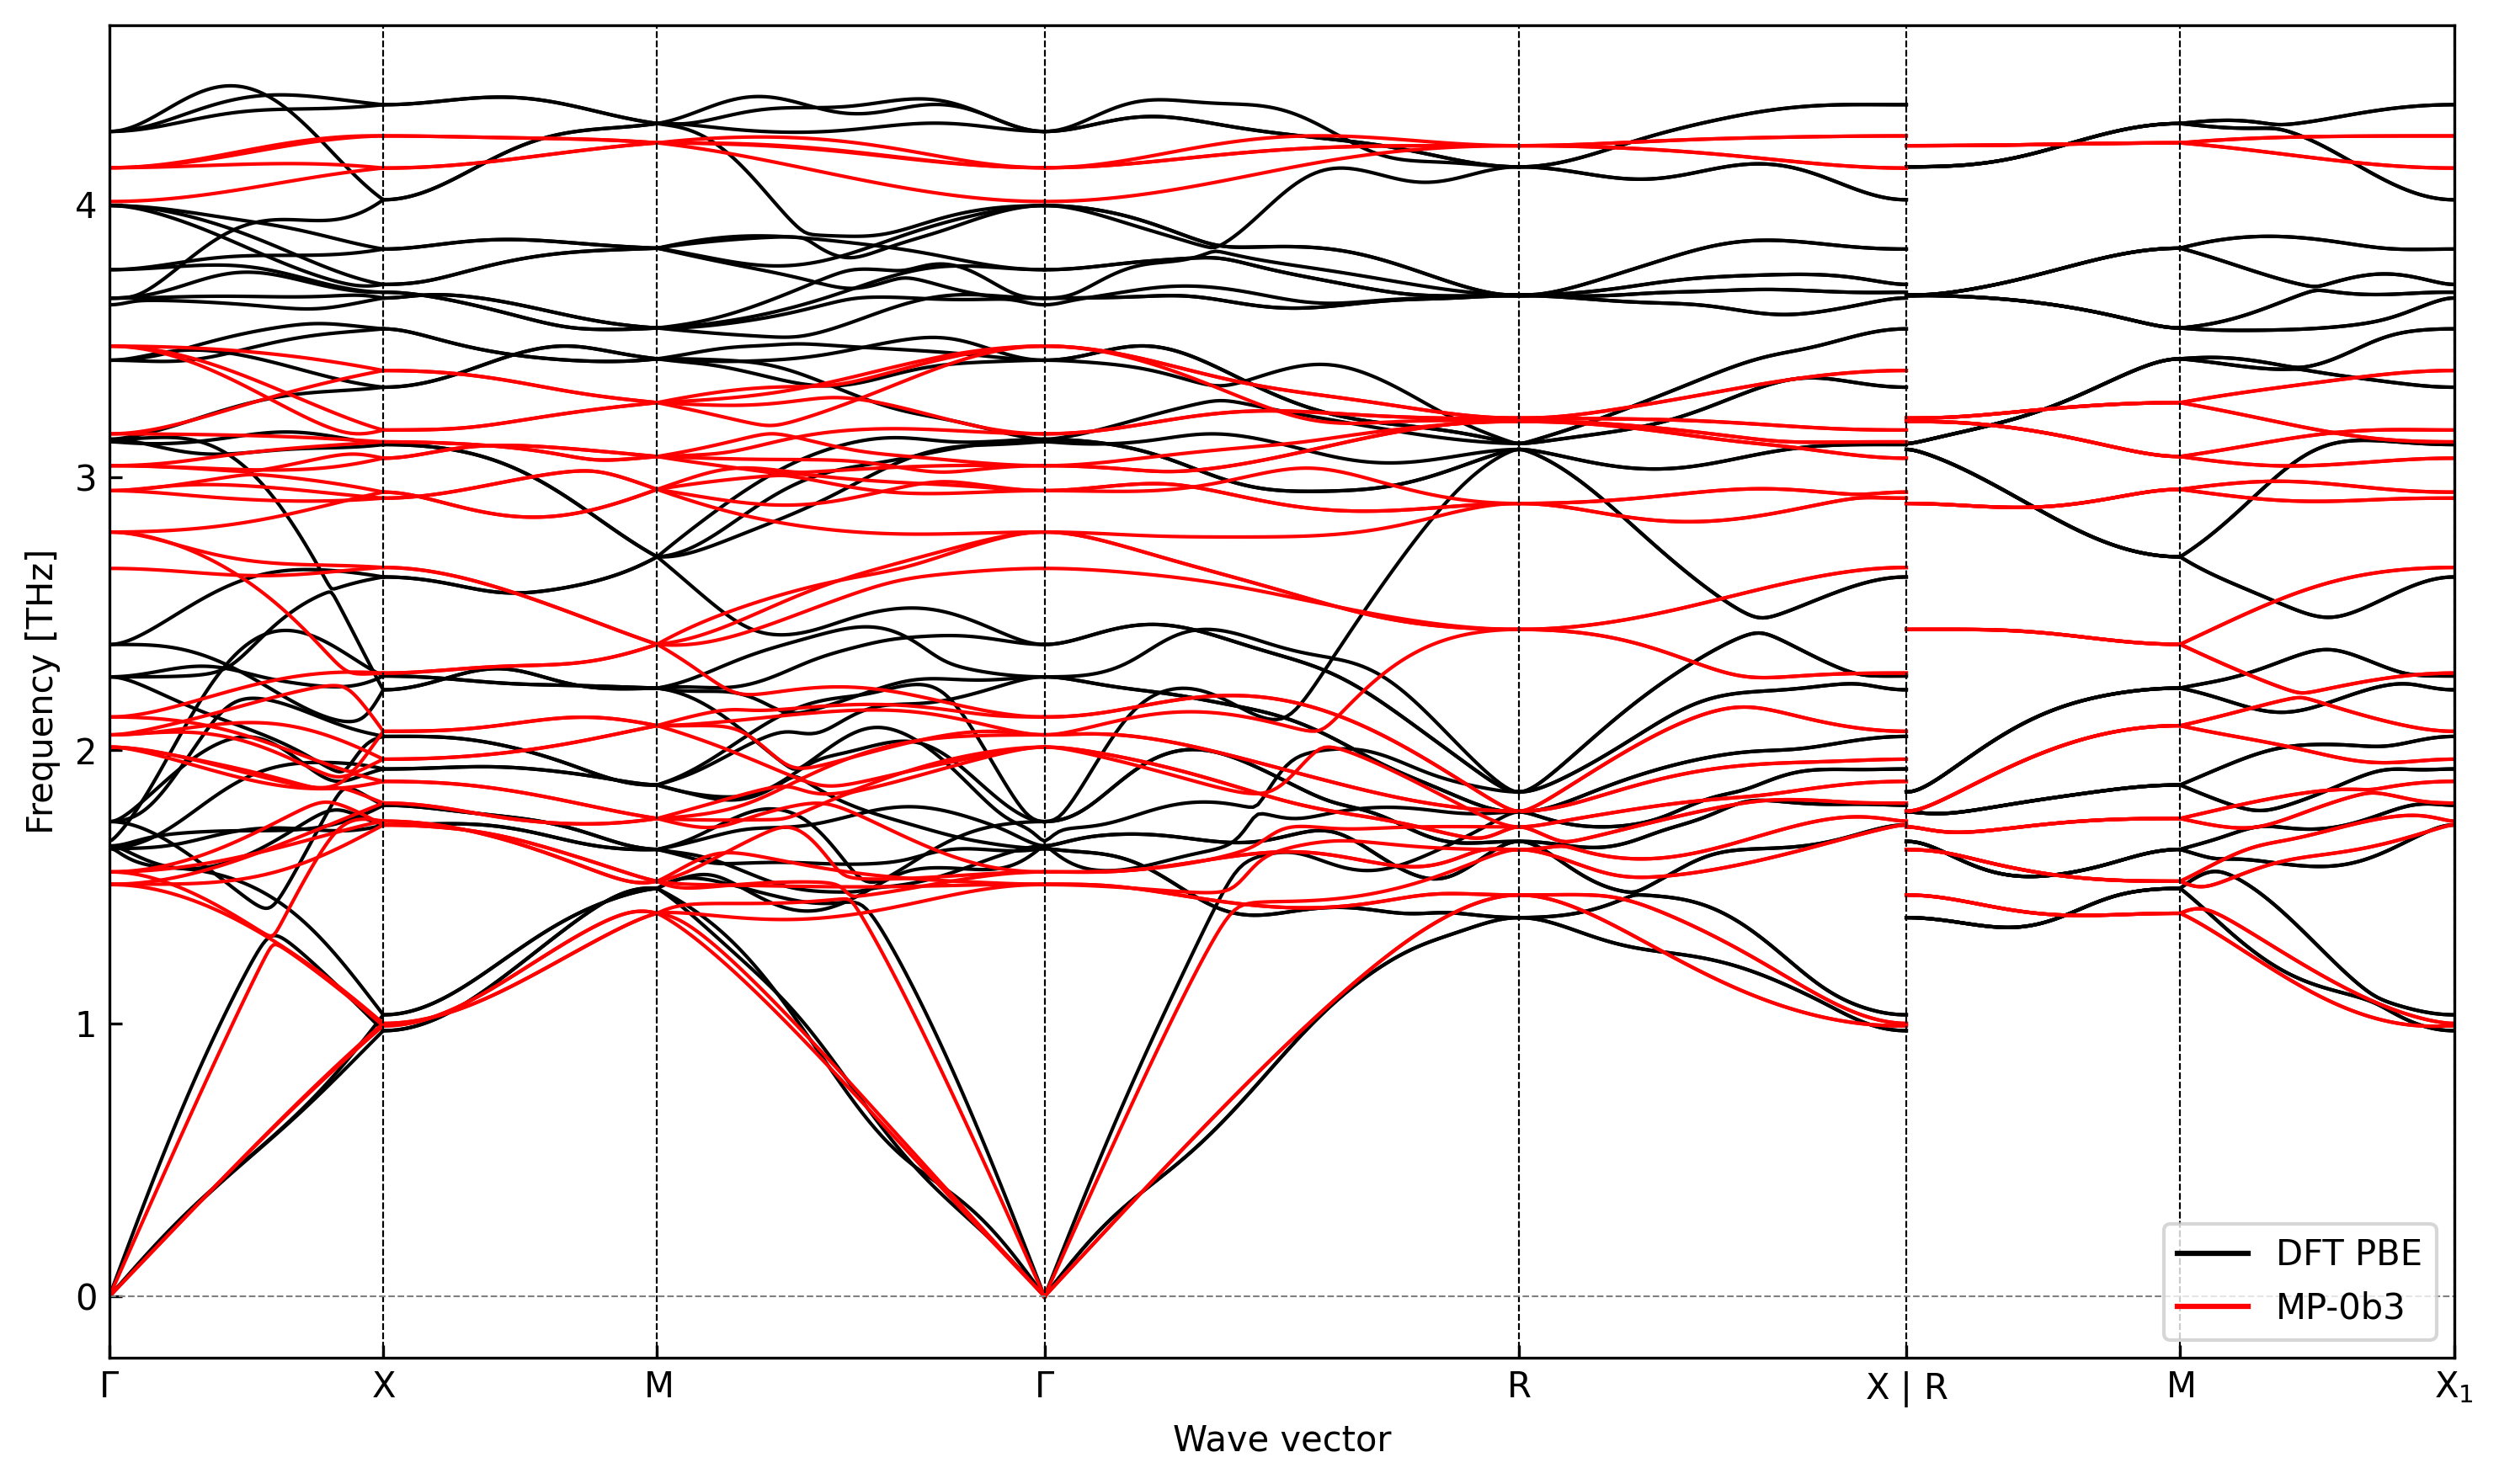 Frequency [THz]
4
3
2
1
0
Γ X M Γ R X | R M X₁
Wave vector
DFT PBE
MP-0b3